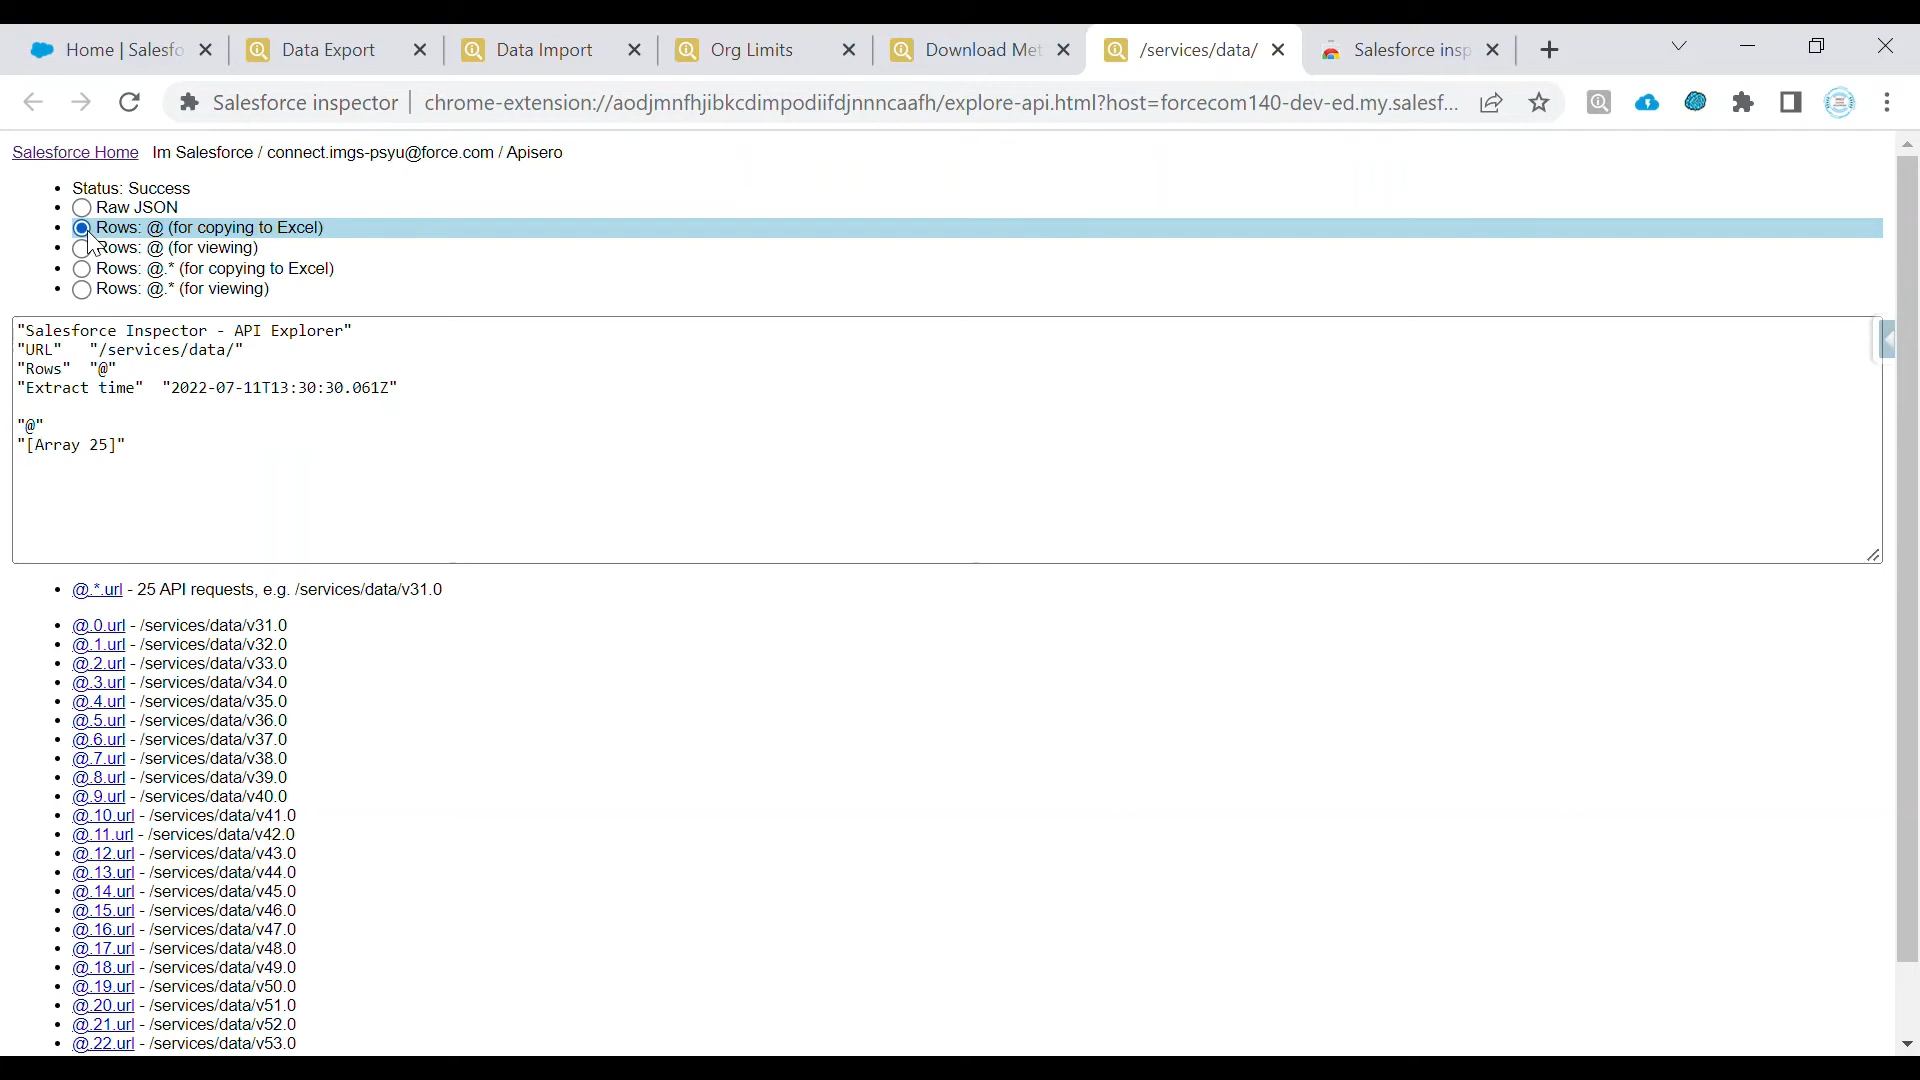 Home | Salesfo
Data Export
Data Import
Org Limits
Download Met
/services/data/
Salesforce insp
Salesforce inspector
chrome-extension://aodjmnfhjibkcdimpodiifdjnnncaafh/explore-api.html?host=forcecom140-dev-ed.my.salesf...
Salesforce Home Im Salesforce / connect.imgs-psyu@force.com / Apisero
Status: Success
Raw JSON
Rows: @ (for copying to Excel)
Rows: @ (for viewing)
Rows: @.* (for copying to Excel)
Rows: @.* (for viewing)
"Salesforce Inspector - API Explorer"
"URL" "/services/data/"
"Rows" "@"
"Extract time" "2022-07-11T13:30:30.061Z"
"@"
"[Array 25]"
@.*.url - 25 API requests, e.g. /services/data/v31.0
@.0.url - /services/data/v31.0
@.1.url - /services/data/v32.0
@.2.url - /services/data/v33.0
@.3.url - /services/data/v34.0
@.4.url - /services/data/v35.0
@.5.url - /services/data/v36.0
@.6.url - /services/data/v37.0
@.7.url - /services/data/v38.0
@.8.url - /services/data/v39.0
@.9.url - /services/data/v40.0
@.10.url - /services/data/v41.0
@.11.url - /services/data/v42.0
@.12.url - /services/data/v43.0
@.13.url - /services/data/v44.0
@.14.url - /services/data/v45.0
@.15.url - /services/data/v46.0
@.16.url - /services/data/v47.0
@.17.url - /services/data/v48.0
@.18.url - /services/data/v49.0
@.19.url - /services/data/v50.0
@.20.url - /services/data/v51.0
@.21.url - /services/data/v52.0
@.22.url - /services/data/v53.0